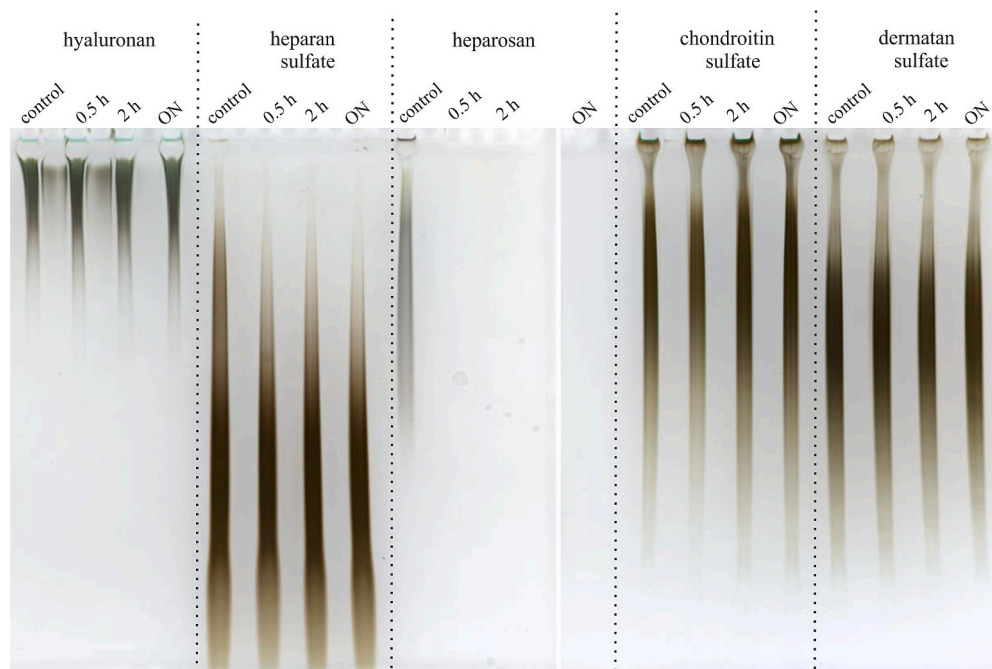 hyaluronan
heparan
sulfate
heparosan
chondroitin
sulfate
dermatan
sulfate
control
0.5 h
2 h
ON
control
0.5 h
2 h
ON
control
0.5 h
2 h
ON
control
0.5 h
2 h
ON
control
0.5 h
2 h
ON